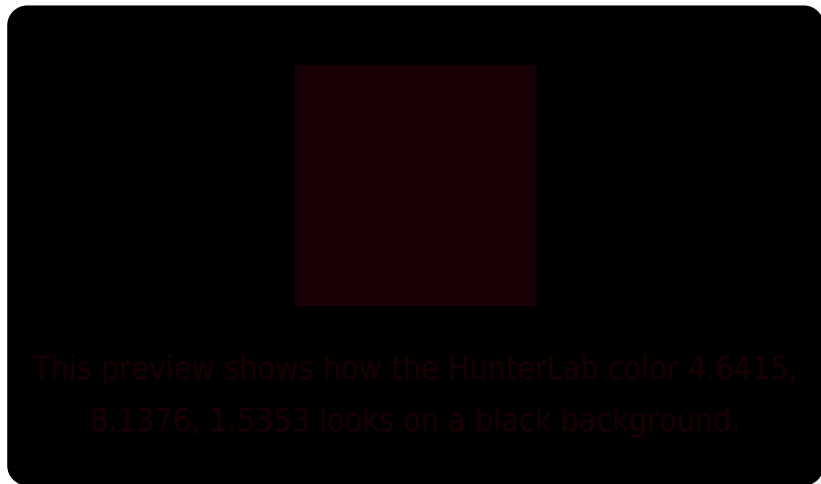 This preview shows how the HunterLab color 4.6415,
8.1376, 1.5353 looks on a black background.